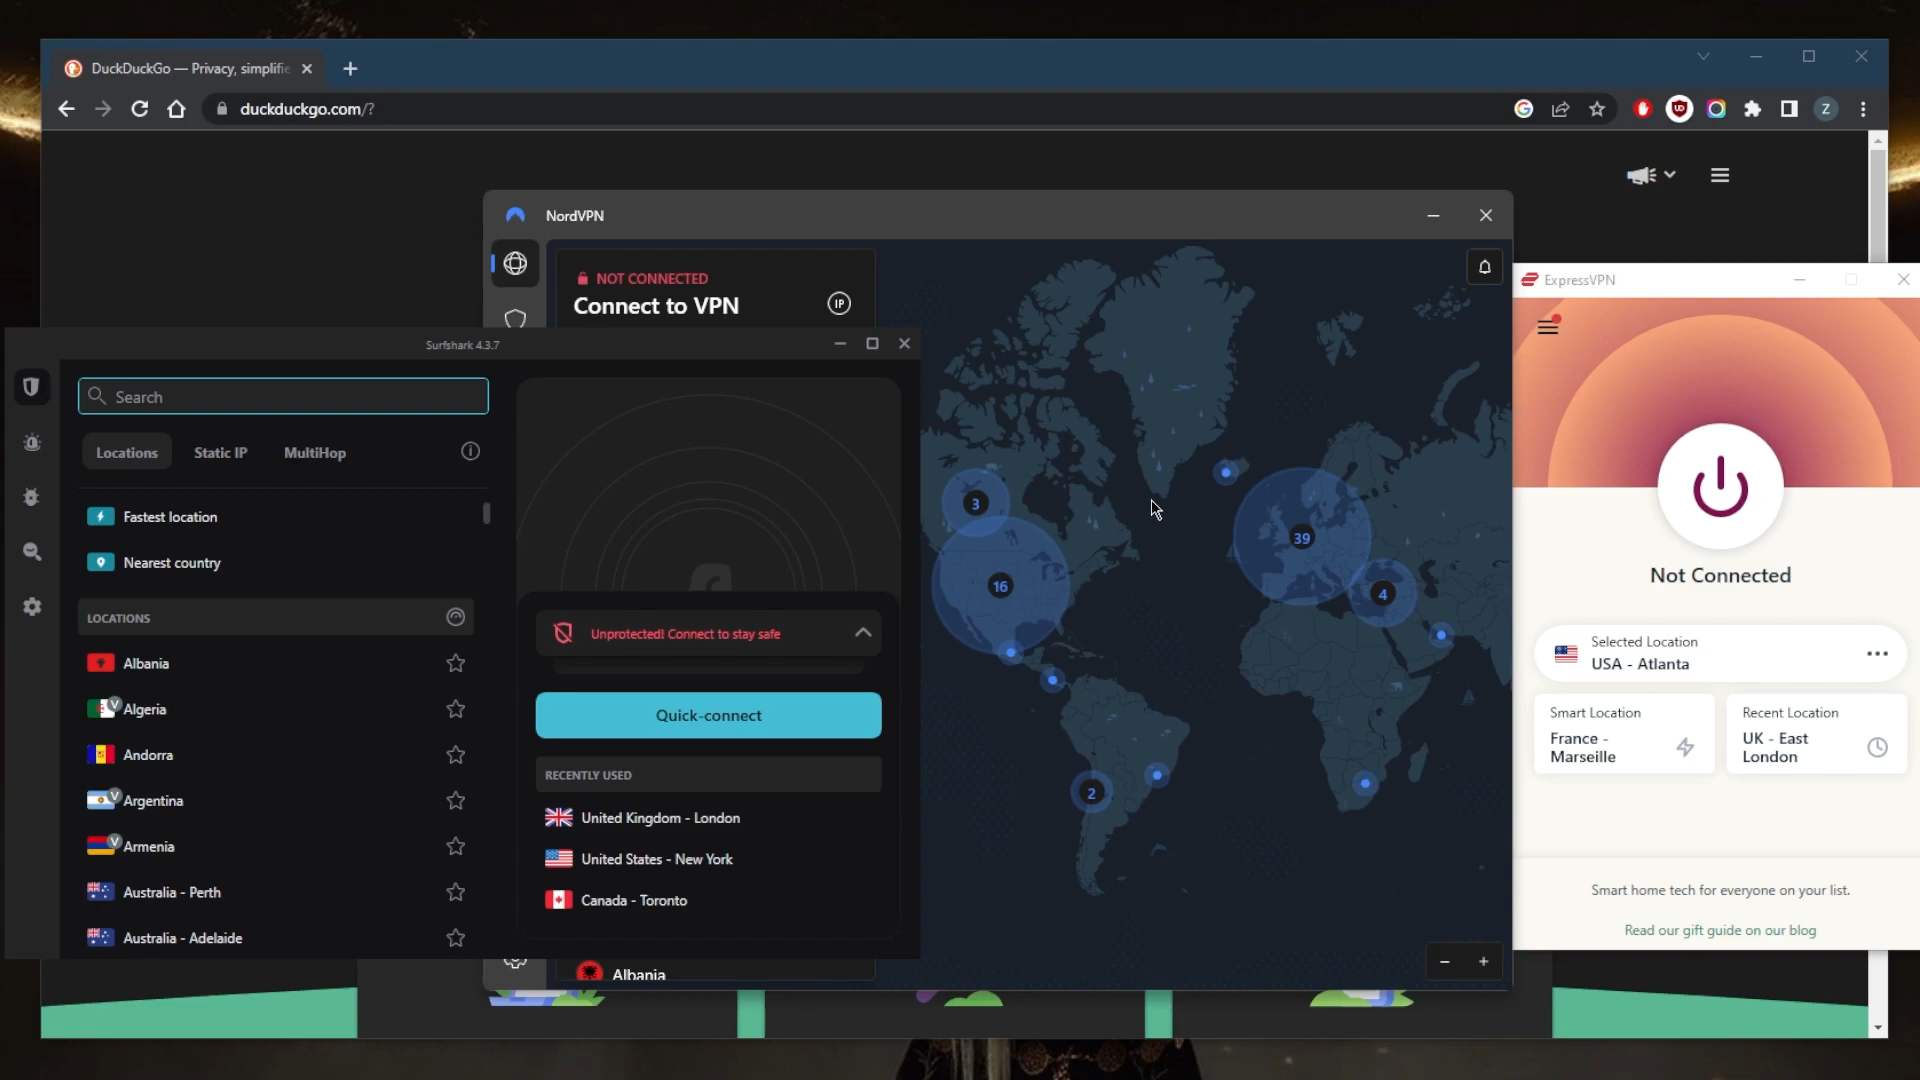 DuckDuckGo — Privacy, simplifie
duckduckgo.com/?
Z
NordVPN
NOT CONNECTED
Connect to VPN
IP
3
16
39
4
2
Albania
Surfshark 4.3.7
Search
Locations
Static IP
MultiHop
Fastest location
Nearest country
LOCATIONS
Albania
V
Algeria
Andorra
V
Argentina
V
Armenia
Australia - Perth
Australia - Adelaide
Unprotected! Connect to stay safe
Quick-connect
RECENTLY USED
United Kingdom - London
United States - New York
Canada - Toronto
ExpressVPN
Not Connected
Selected Location
USA - Atlanta
Smart Location
France -
Marseille
Recent Location
UK - East
London
Smart home tech for everyone on your list.
Read our gift guide on our blog